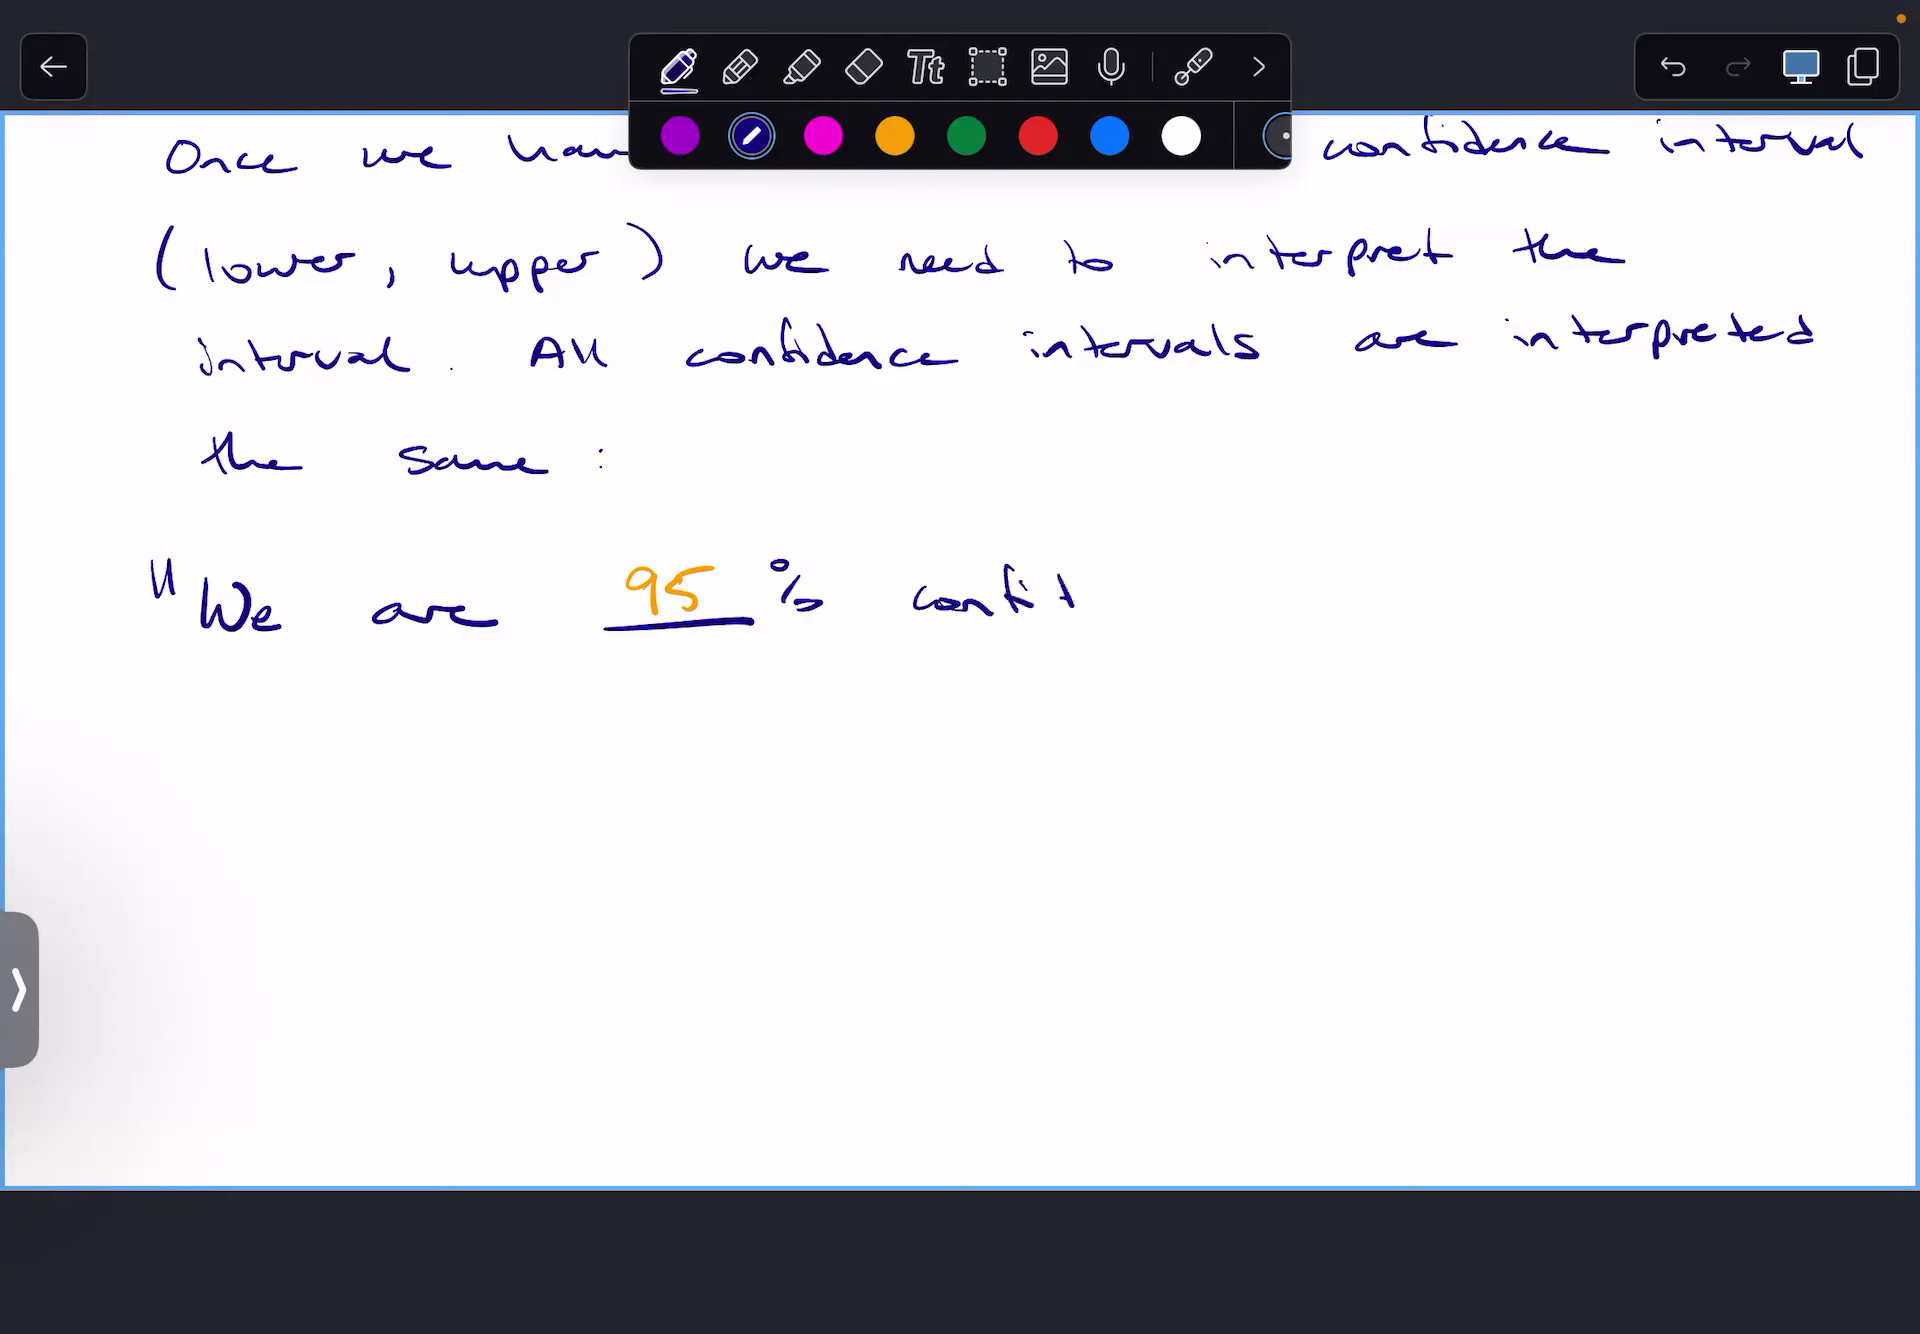 Once we confidence interval
(lower, upper) we need to interpret the
interval. All confidence intervals are interpreted
the same :
"We are 95 % confid